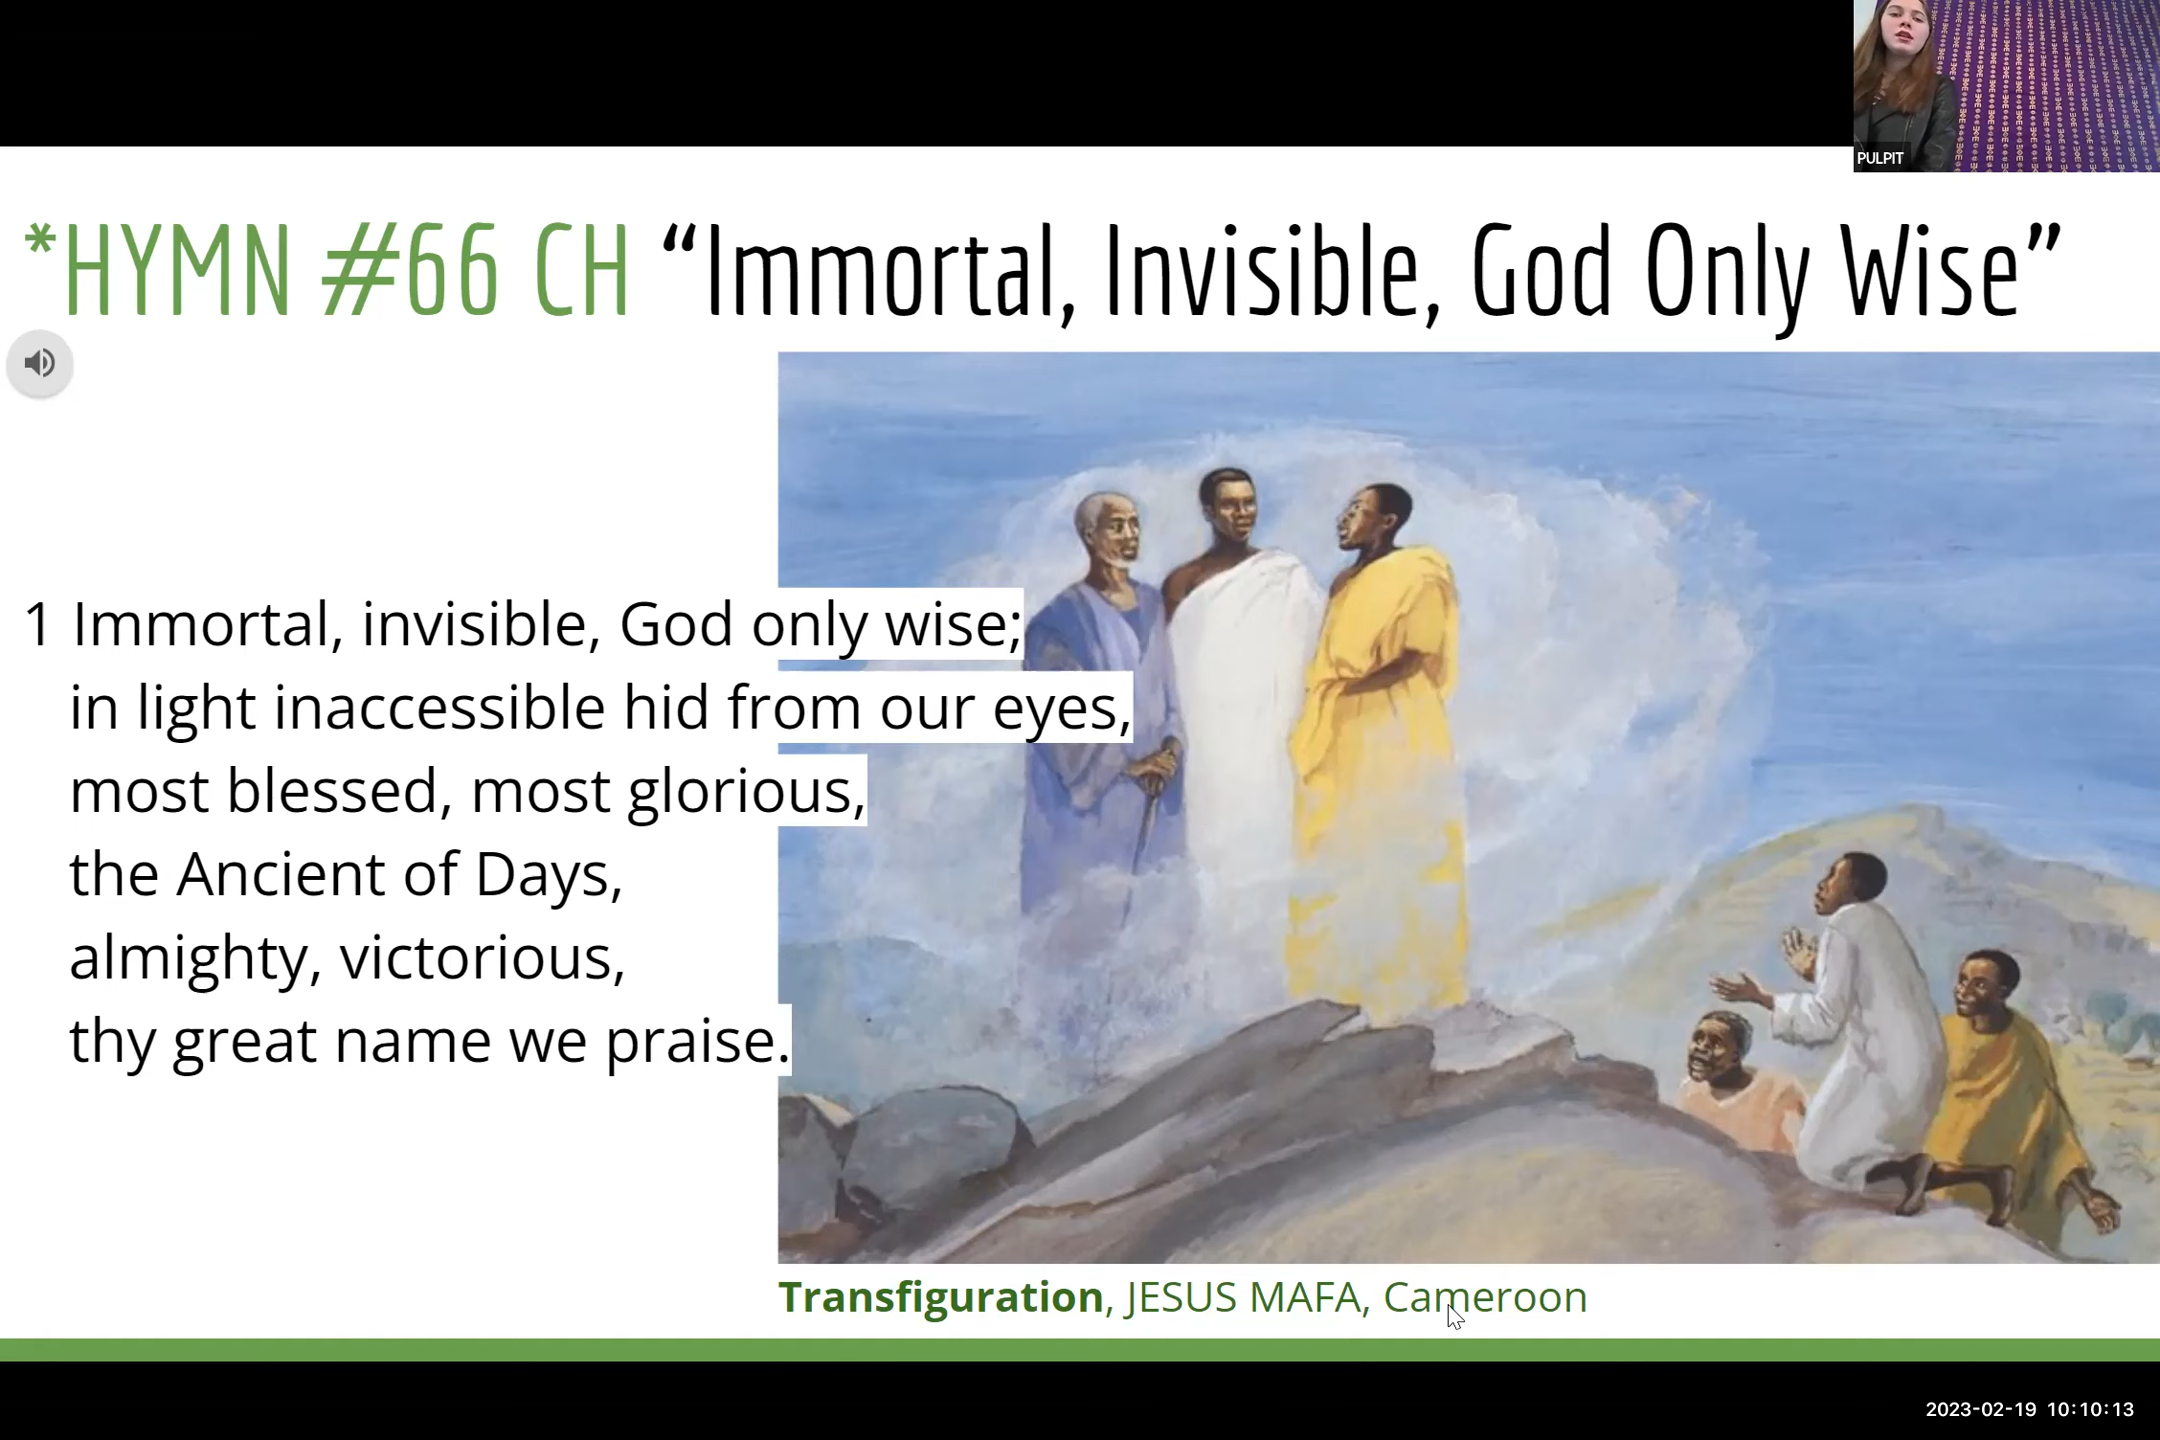 PULPIT
*HYMN #66 CH “Immortal, Invisible, God Only Wise”
1 Immortal, invisible, God only wise;
in light inaccessible hid from our eyes,
most blessed, most glorious,
the Ancient of Days,
almighty, victorious,
thy great name we praise.
Transfiguration, JESUS MAFA, Cameroon
2023-02-19 10:10:13